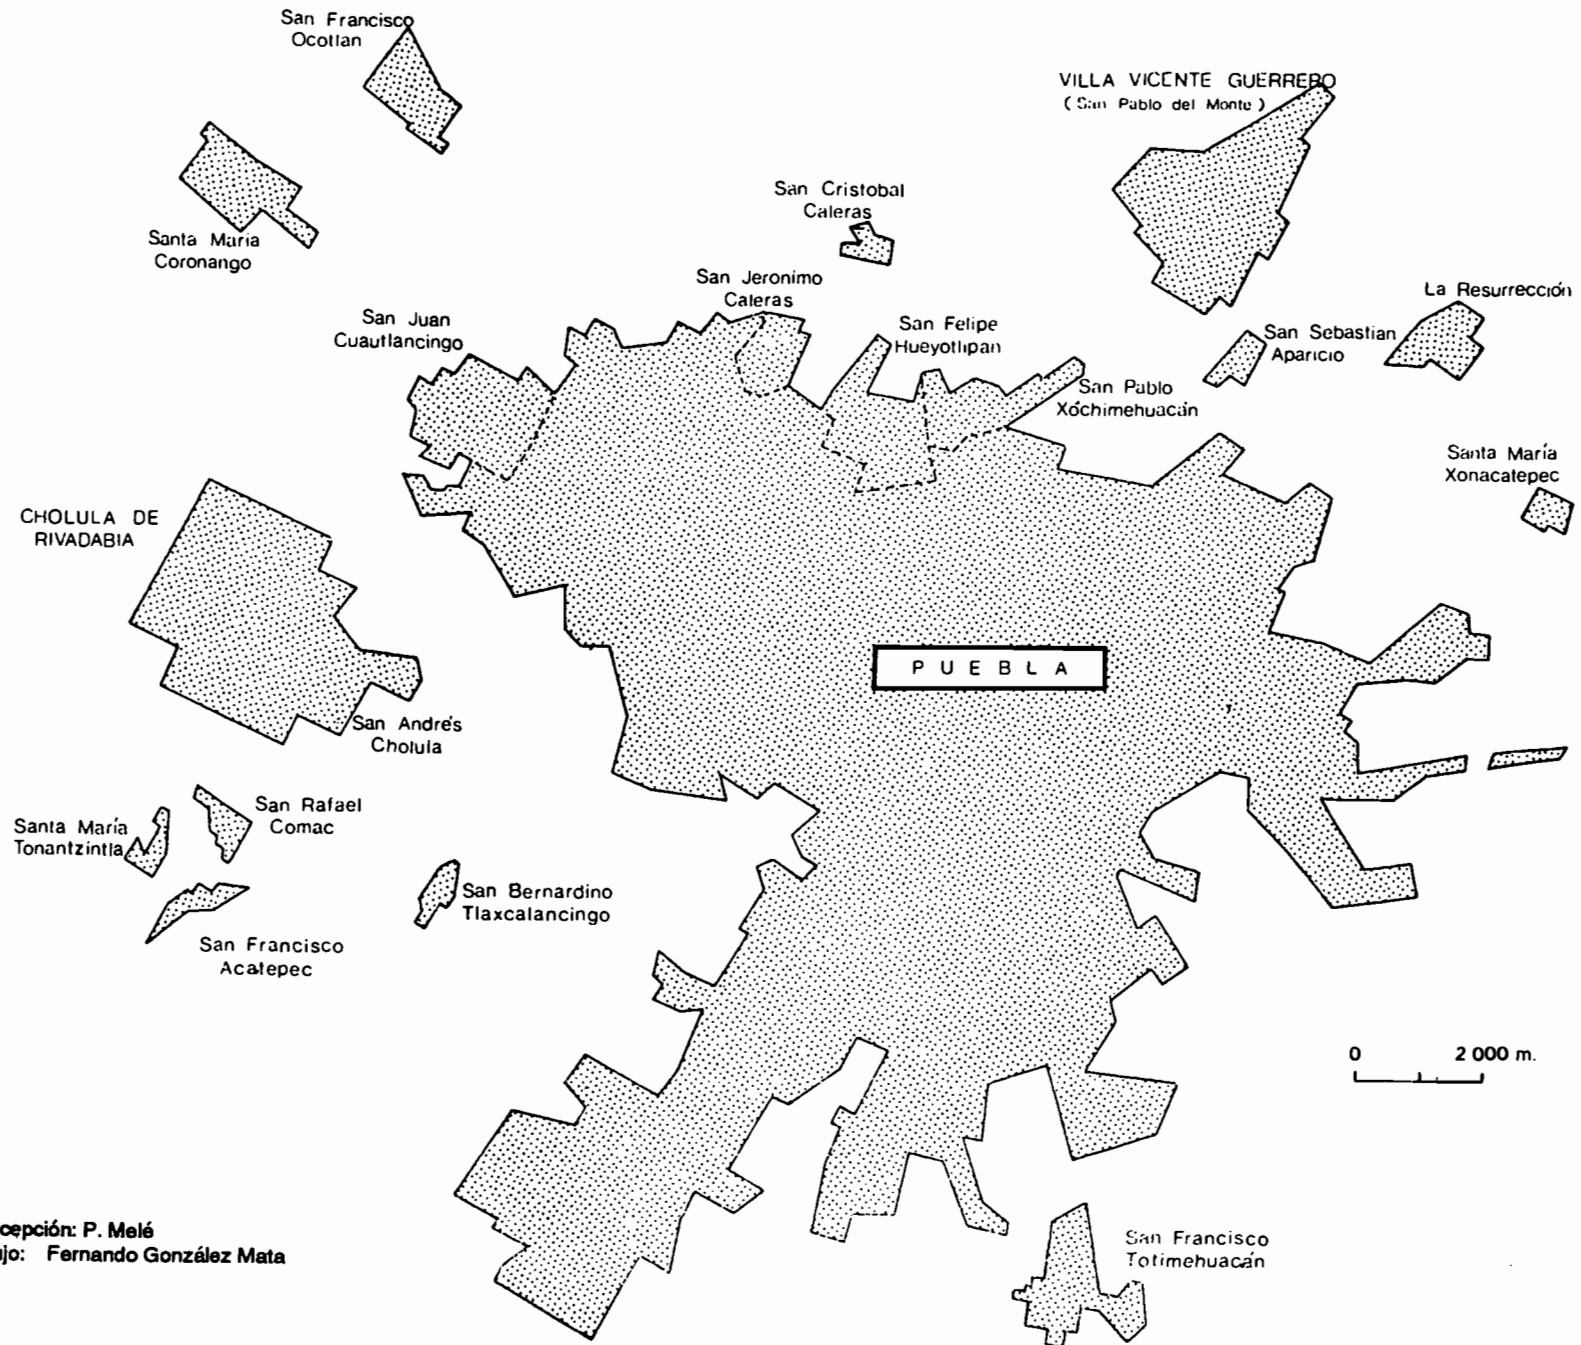 San Francisco
Ocotlan
VILLA VICENTE GUERRERO
( San Pablo del Monte )
San Cristobal
Caleras
Santa María
Coronango
San Jeronimo
Caleras
La Resurrección
San Juan
Cuautlancingo
San Felipe
Hueyotlipan
San Sebastian
Aparicio
San Pablo
Xochimehuacán
Santa María
Xonacatepec
CHOLULA DE
RIVADABIA
PUEBLA
San Andrés
Cholula
San Rafael
Comac
Santa María
Tonantzintla
San Bernardino
Tlaxcalancingo
San Francisco
Acatepec
0 2 000 m.
cepción: P. Melé
jo: Fernando González Mata
San Francisco
Totimehuacán